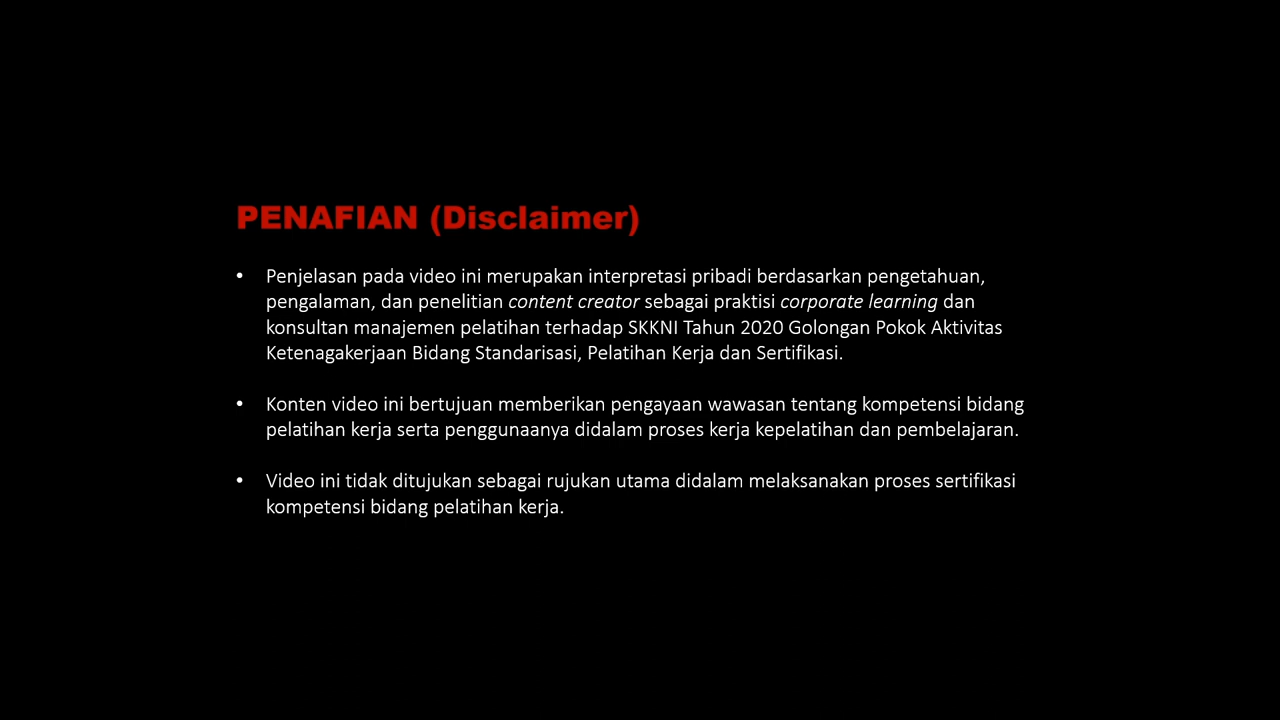 PENAFIAN (Disclaimer)
• Penjelasan pada video ini merupakan interpretasi pribadi berdasarkan pengetahuan,
pengalaman, dan penelitian content creator sebagai praktisi corporate learning dan
konsultan manajemen pelatihan terhadap SKKNI Tahun 2020 Golongan Pokok Aktivitas
Ketenagakerjaan Bidang Standarisasi, Pelatihan Kerja dan Sertifikasi.
• Konten video ini bertujuan memberikan pengayaan wawasan tentang kompetensi bidang
pelatihan kerja serta penggunaanya didalam proses kerja kepelatihan dan pembelajaran.
• Video ini tidak ditujukan sebagai rujukan utama didalam melaksanakan proses sertifikasi
kompetensi bidang pelatihan kerja.